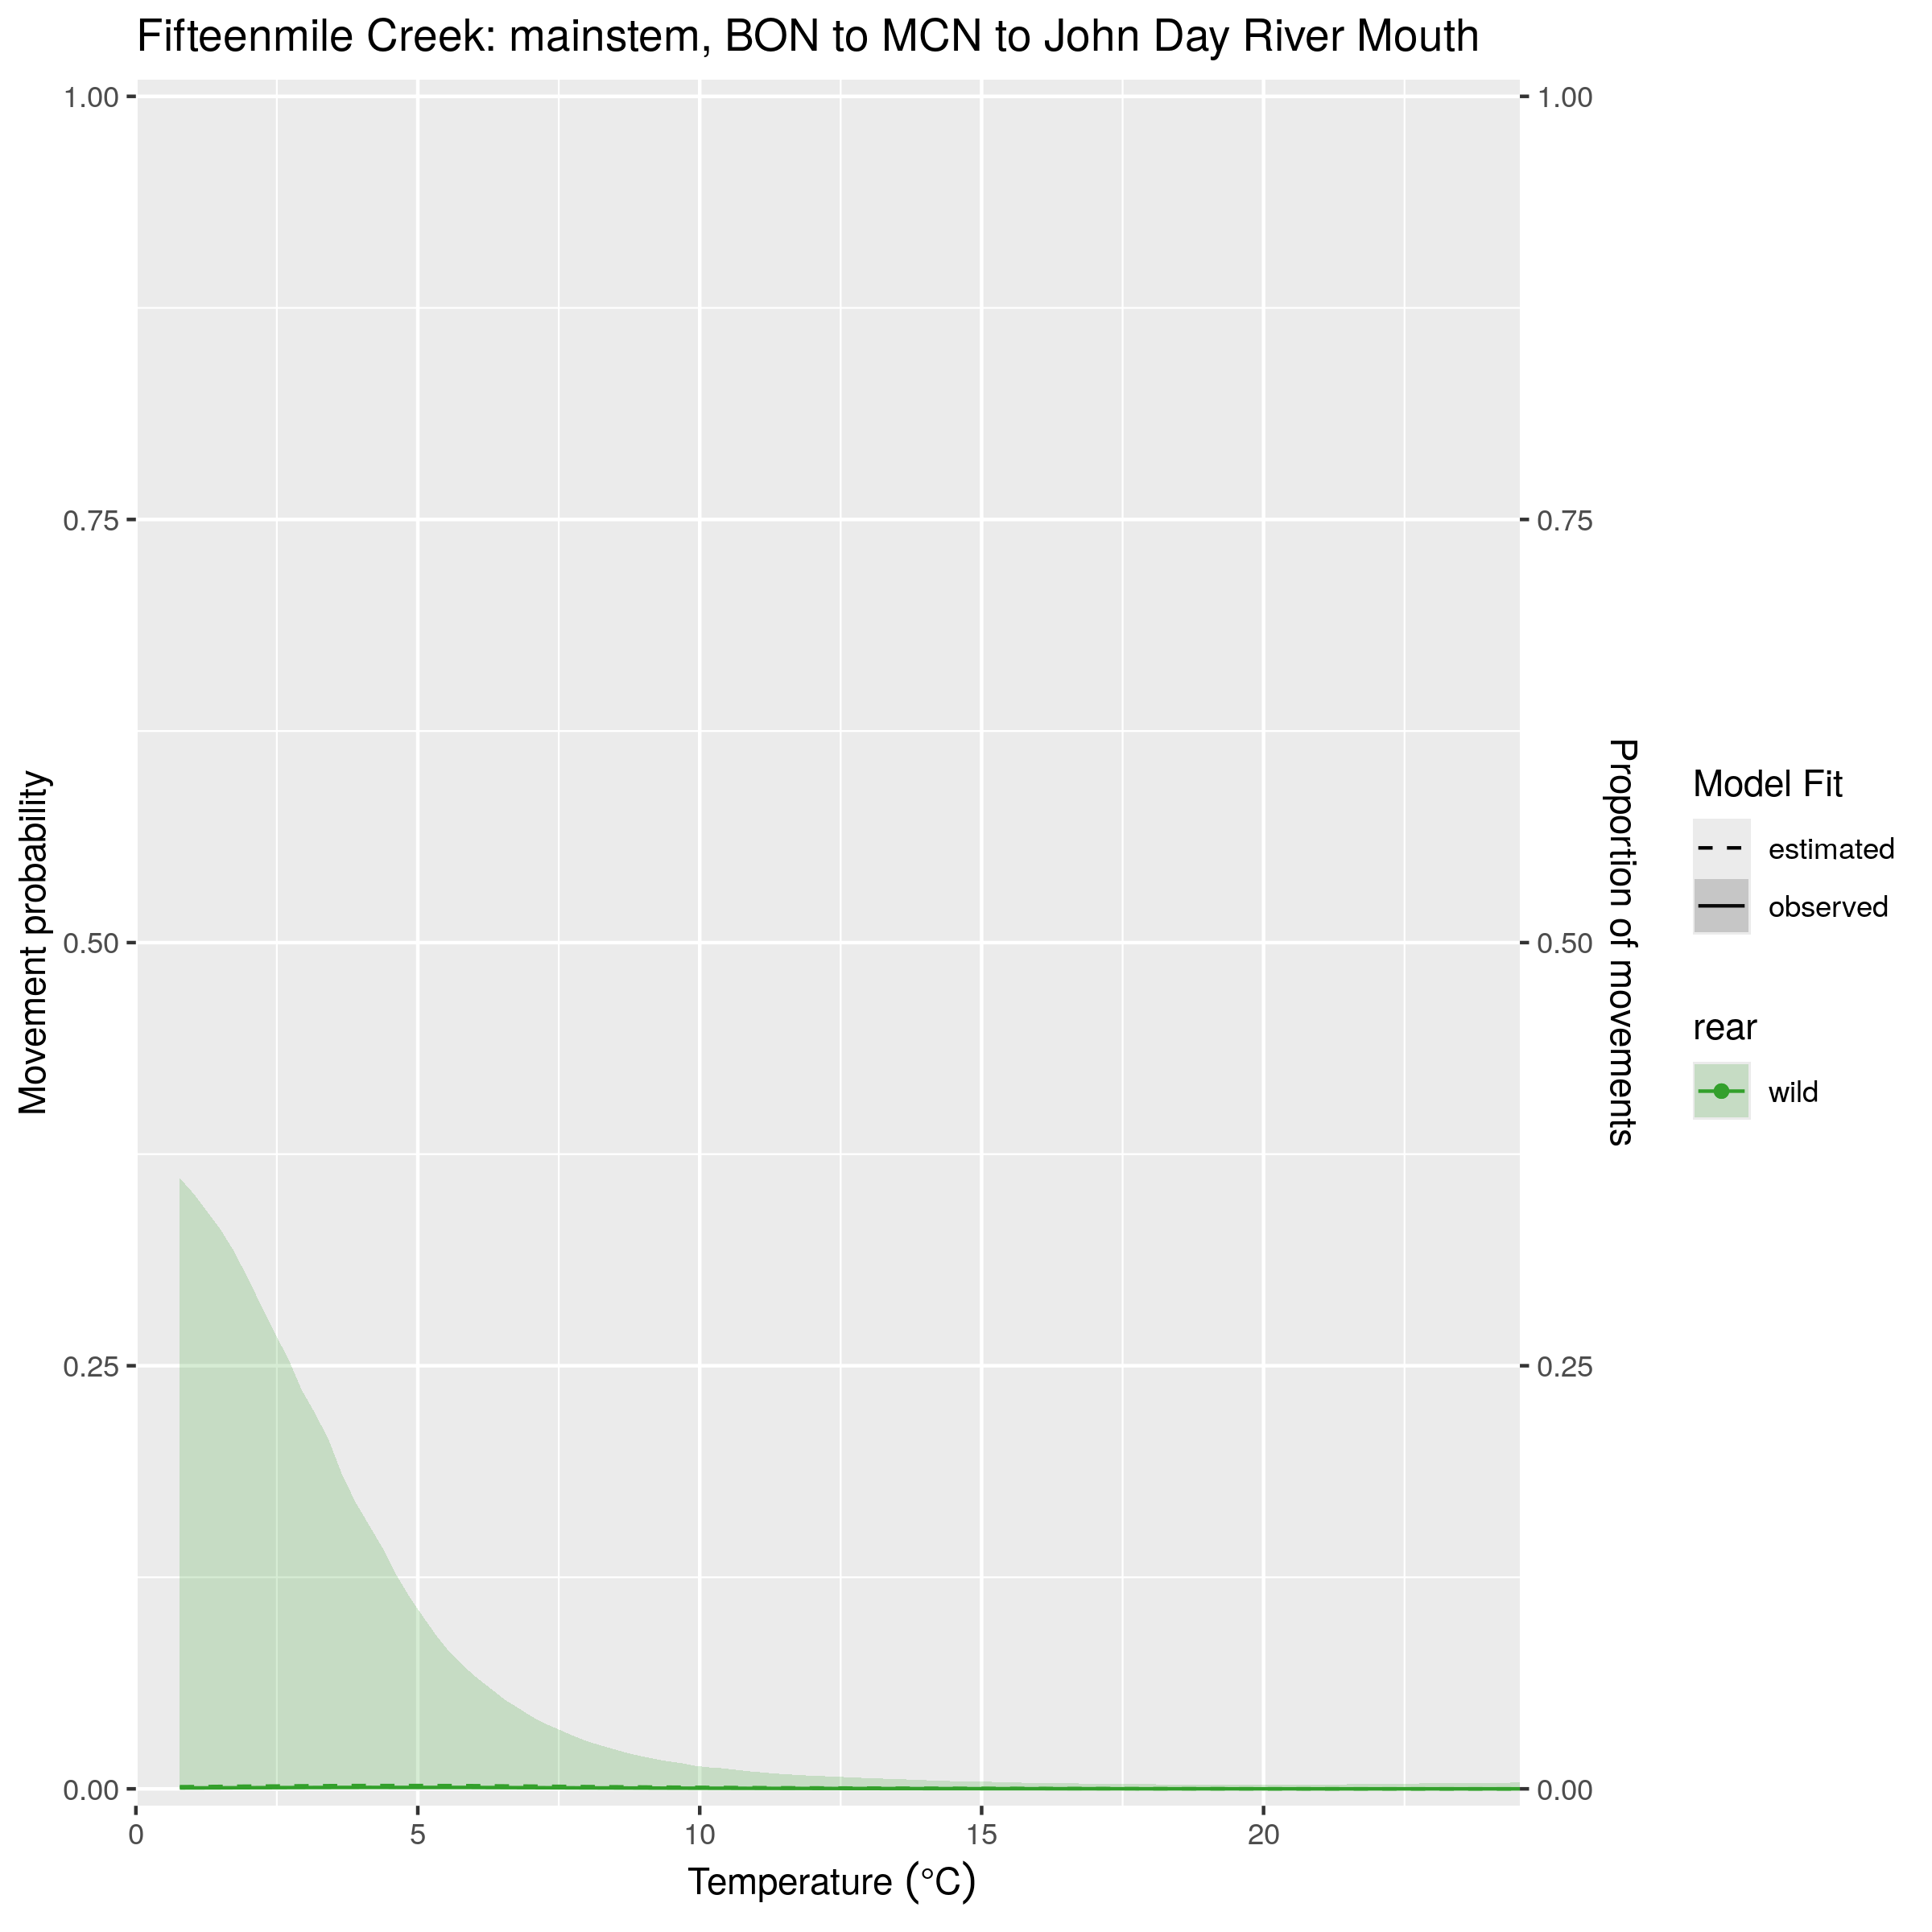 Fifteenmile Creek: mainstem, BON to MCN to John Day River Mouth
1.00
0.75
0.50
0.25
0.00
Movement probability
0
5
10
15
20
Temperature (°C)
1.00
0.75
0.50
0.25
0.00
Proportion of movements
Model Fit
estimated
observed
rear
wild